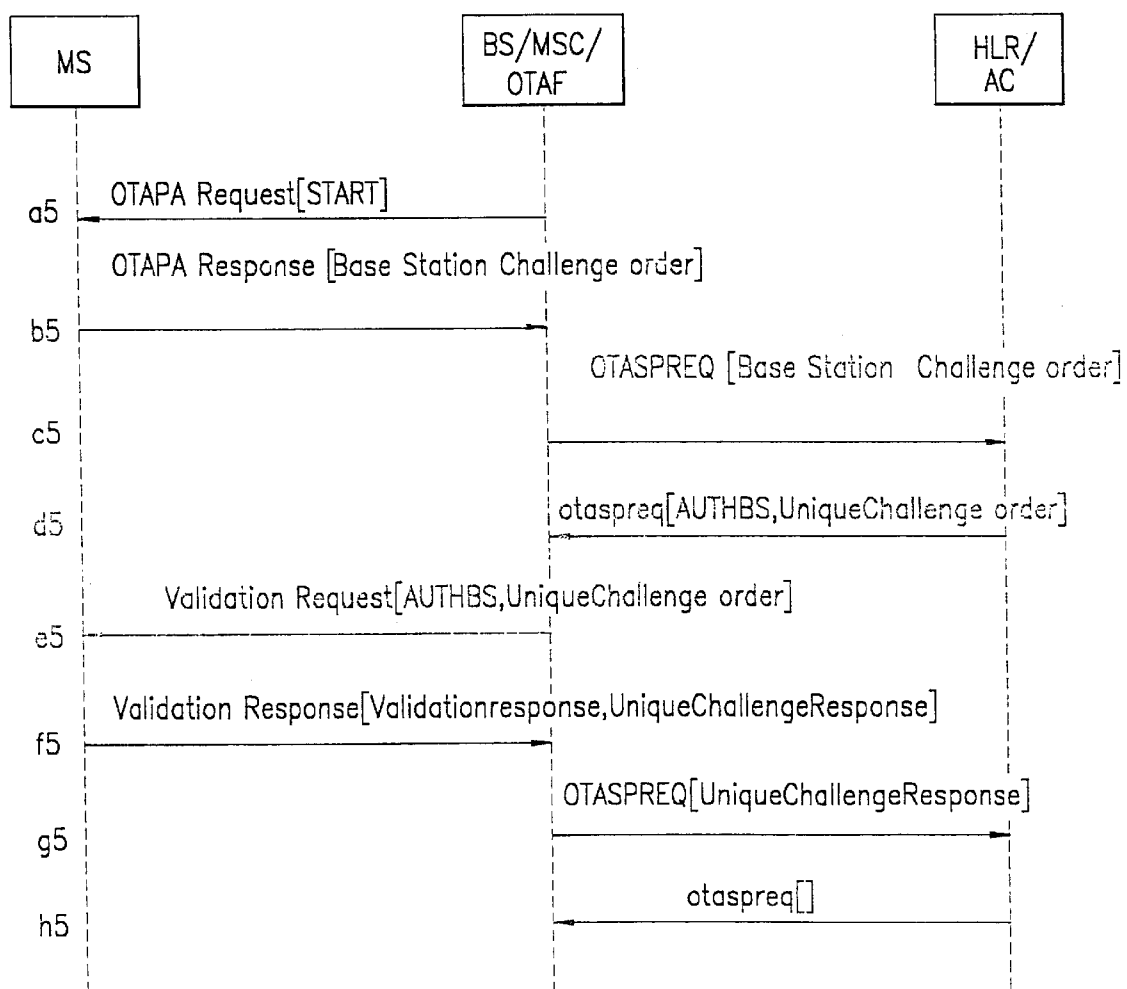 MS
BS/MSC/
OTAF
HLR/
AC
OTAPA Request[START]
a5
OTAPA Response [Base Station Challenge order]
b5
OTASPREQ [Base Station Challenge order]
c5
otaspreq[AUTHBS,UniqueChallenge order]
d5
Validation Request[AUTHBS,UniqueChallenge order]
e5
Validation Response[Validationresponse,UniqueChallengeResponse]
f5
OTASPREQ[UniqueChallengeResponse]
g5
otaspreq[]
h5